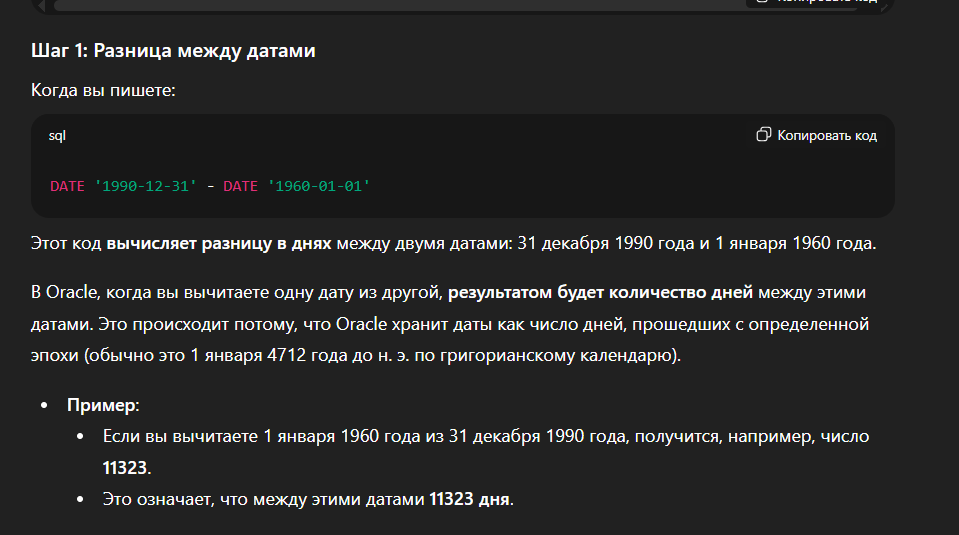 Шаг 1: Разница между датами
Когда вы пишете:
sql
Копировать код
DATE '1990-12-31' - DATE '1960-01-01'
Этот код вычисляет разницу в днях между двумя датами: 31 декабря 1990 года и 1 января 1960 года.
В Oracle, когда вы вычитаете одну дату из другой, результатом будет количество дней между этими
датами. Это происходит потому, что Oracle хранит даты как число дней, прошедших с определенной
эпохи (обычно это 1 января 4712 года до н. э. по григорианскому календарю).
Пример:
Если вы вычитаете 1 января 1960 года из 31 декабря 1990 года, получится, например, число
11323.
Это означает, что между этими датами 11323 дня.